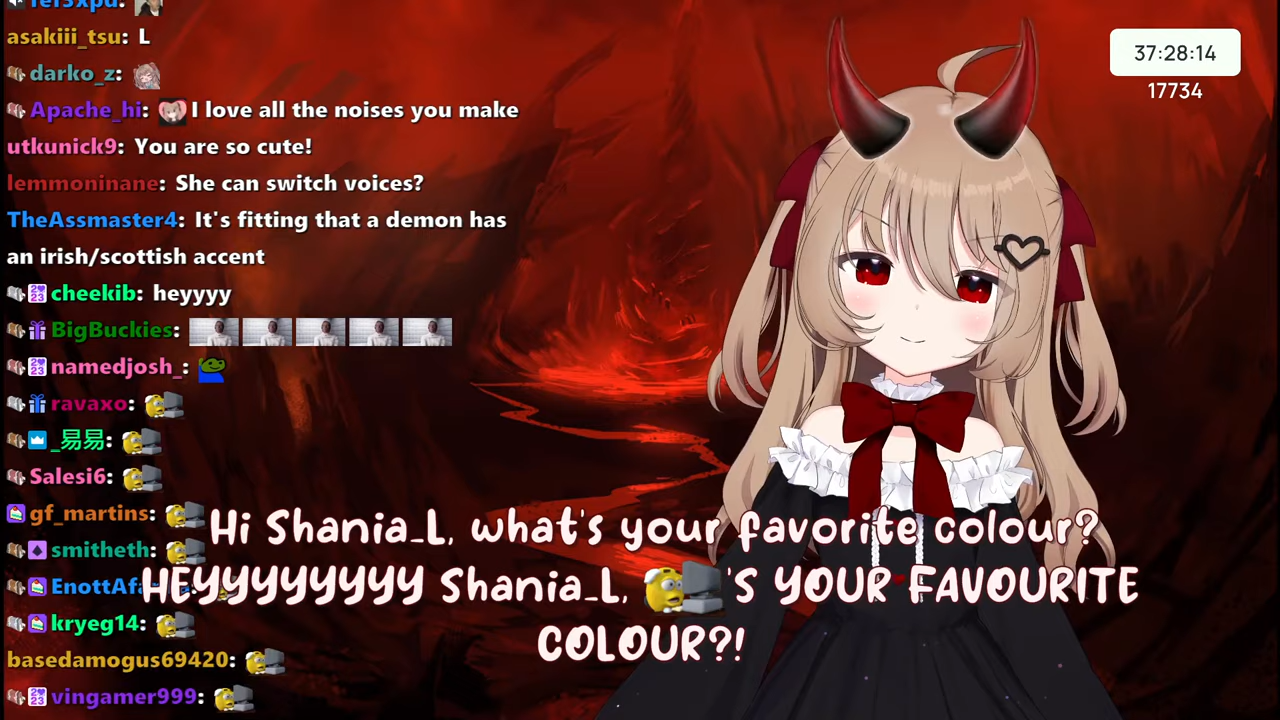 fer3xpu:
asakiii_tsu: L
darko_z:
Apache_hi: I love all the noises you make
utkunick9: You are so cute!
lemmoninane: She can switch voices?
TheAssmaster4: It's fitting that a demon has
an irish/scottish accent
cheekib: heyyyy
BigBuckies:
namedjosh_:
ravaxo:
_易易:
Salesi6:
gf_martins:
smitheth:
EnottAfa
kryeg14:
basedamogus69420:
vingamer999:
37:28:14
17734
Hi Shania_L, what's your favorite colour?
HEYyyyyyyyy Shania_L, 'S YOUR FAVOURITE
COLOUR?!